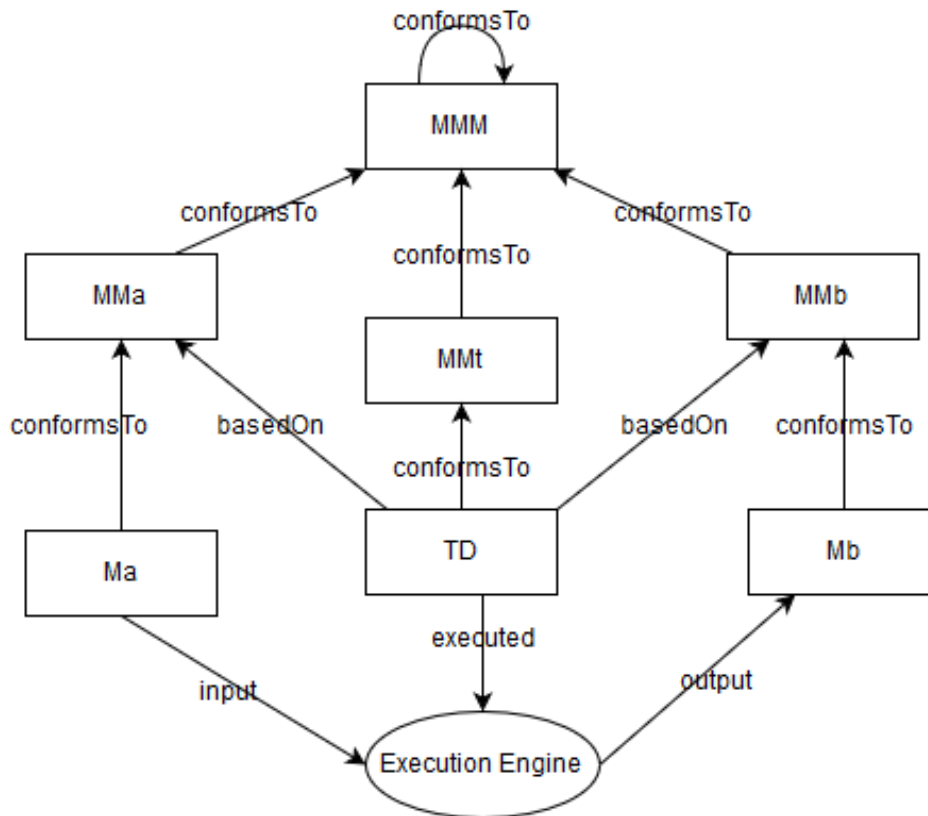 conformsTo
MMM
conformsTo
conformsTo
conformsTo
MMa
MMb
MMt
conformsTo
basedOn
basedOn
conformsTo
conformsTo
TD
Mb
Ma
executed
input
output
Execution Engine